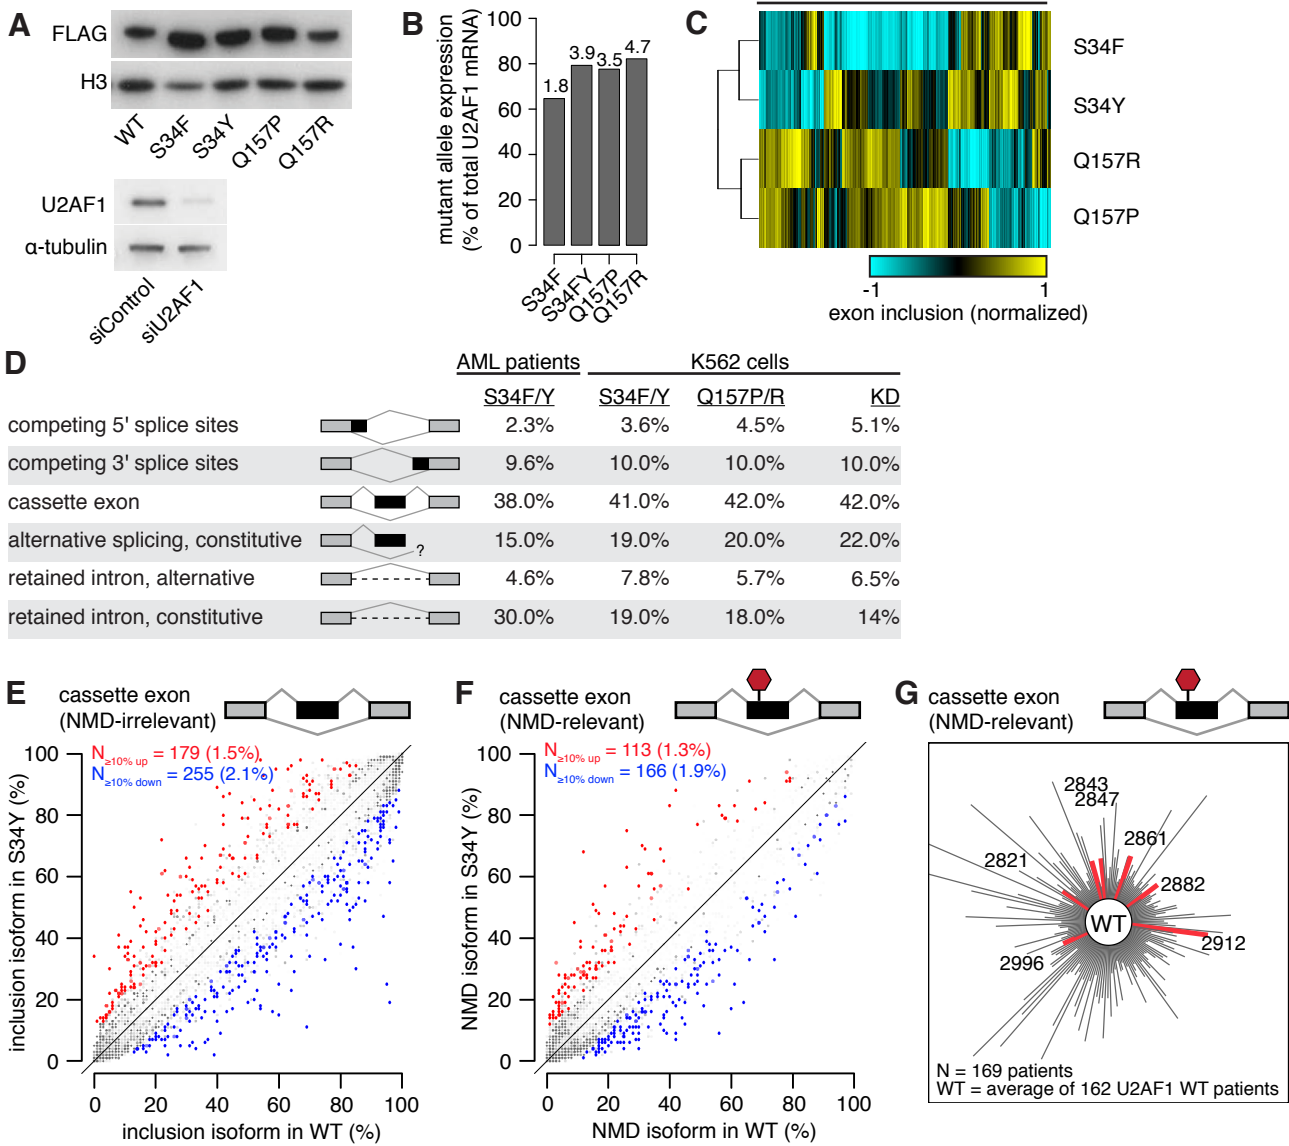 A
FLAG
H3
WT
S34F
S34Y
Q157P
Q157R
U2AF1
α-tubulin
siControl
siU2AF1
B
mutant allele expression
(% of total U2AF1 mRNA)
100
80
60
40
20
0
1.8
3.9
3.5
4.7
S34F
S34FY
Q157P
Q157R
C
S34F
S34Y
Q157R
Q157P
-1
1
exon inclusion (normalized)
D
AML patients
K562 cells
S34F/Y
S34F/Y
Q157P/R
KD
competing 5' splice sites 2.3% 3.6% 4.5% 5.1%
competing 3' splice sites 9.6% 10.0% 10.0% 10.0%
cassette exon 38.0% 41.0% 42.0% 42.0%
alternative splicing, constitutive ? 15.0% 19.0% 20.0% 22.0%
retained intron, alternative 4.6% 7.8% 5.7% 6.5%
retained intron, constitutive 30.0% 19.0% 18.0% 14%
E
cassette exon
(NMD-irrelevant)
N≥10% up = 179 (1.5%)
N≥10% down = 255 (2.1%)
inclusion isoform in S34Y (%)
100
80
60
40
20
0
0 20 40 60 80 100
inclusion isoform in WT (%)
F
cassette exon
(NMD-relevant)
N≥10% up = 113 (1.3%)
N≥10% down = 166 (1.9%)
NMD isoform in S34Y (%)
100
80
60
40
20
0
0 20 40 60 80 100
NMD isoform in WT (%)
G
cassette exon
(NMD-relevant)
2843
2847
2861
2821
2882
WT
2912
2996
N = 169 patients
WT = average of 162 U2AF1 WT patients